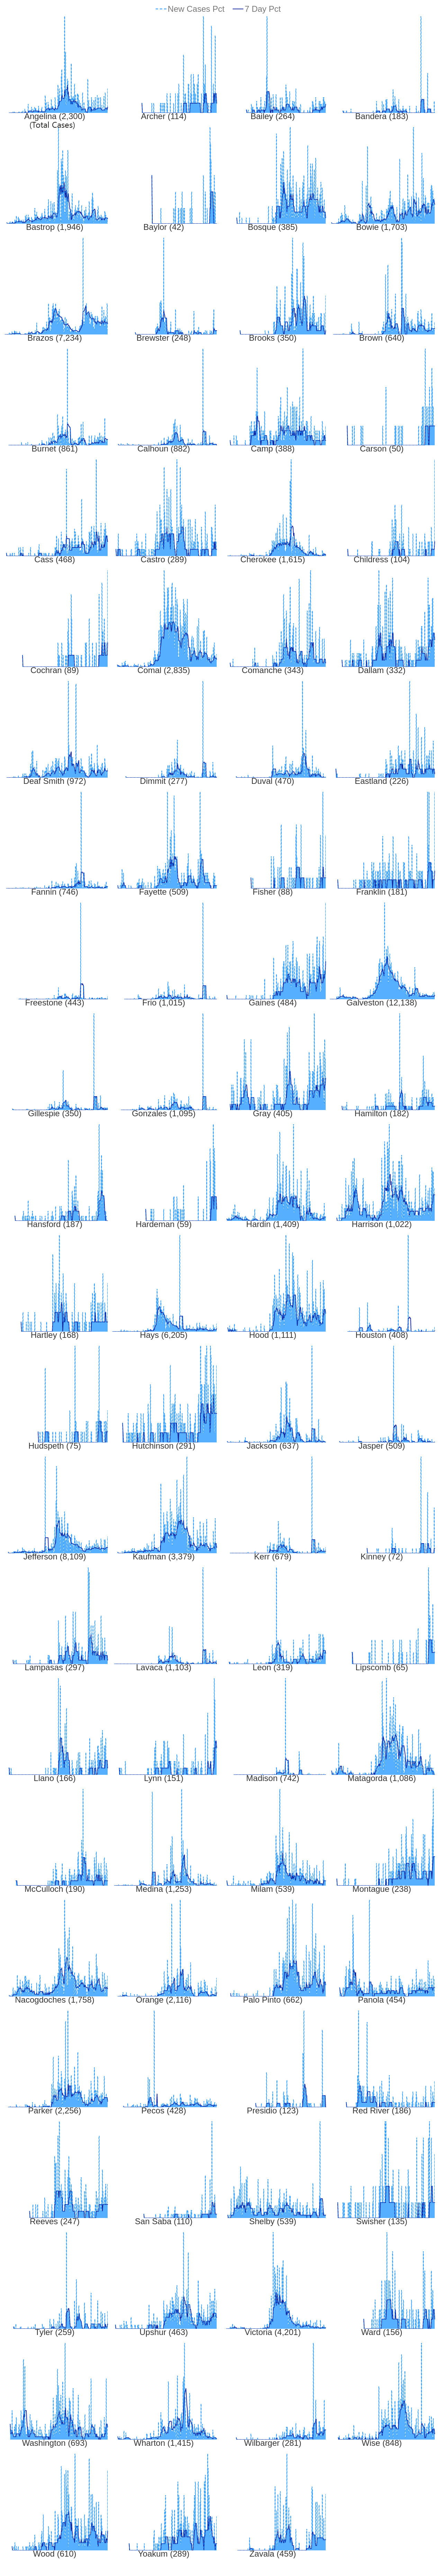 New Cases Pct 7 Day Pct
Angelina (2,300) Archer (114) Bailey (264) Bandera (183)
(Total Cases)
Bastrop (1,946) Baylor (42) Bosque (385) Bowie (1,703)
Brazos (7,234) Brewster (248) Brooks (350) Brown (640)
Burnet (861) Calhoun (882) Camp (388) Carson (50)
Cass (468) Castro (289) Cherokee (1,615) Childress (104)
Cochran (89) Comal (2,835) Comanche (343) Dallam (332)
Deaf Smith (972) Dimmit (277) Duval (470) Eastland (226)
Fannin (746) Fayette (509) Fisher (88) Franklin (181)
Freestone (443) Frio (1,015) Gaines (484) Galveston (12,138)
Gillespie (350) Gonzales (1,095) Gray (405) Hamilton (182)
Hansford (187) Hardeman (59) Hardin (1,409) Harrison (1,022)
Hartley (168) Hays (6,205) Hood (1,111) Houston (408)
Hudspeth (75) Hutchinson (291) Jackson (637) Jasper (509)
Jefferson (8,109) Kaufman (3,379) Kerr (679) Kinney (72)
Lampasas (297) Lavaca (1,103) Leon (319) Lipscomb (65)
Llano (166) Lynn (151) Madison (742) Matagorda (1,086)
McCulloch (190) Medina (1,253) Milam (539) Montague (238)
Nacogdoches (1,758) Orange (2,116) Palo Pinto (662) Panola (454)
Parker (2,256) Pecos (428) Presidio (123) Red River (186)
Reeves (247) San Saba (110) Shelby (539) Swisher (135)
Tyler (259) Upshur (463) Victoria (4,201) Ward (156)
Washington (693) Wharton (1,415) Wilbarger (281) Wise (848)
Wood (610) Yoakum (289) Zavala (459)